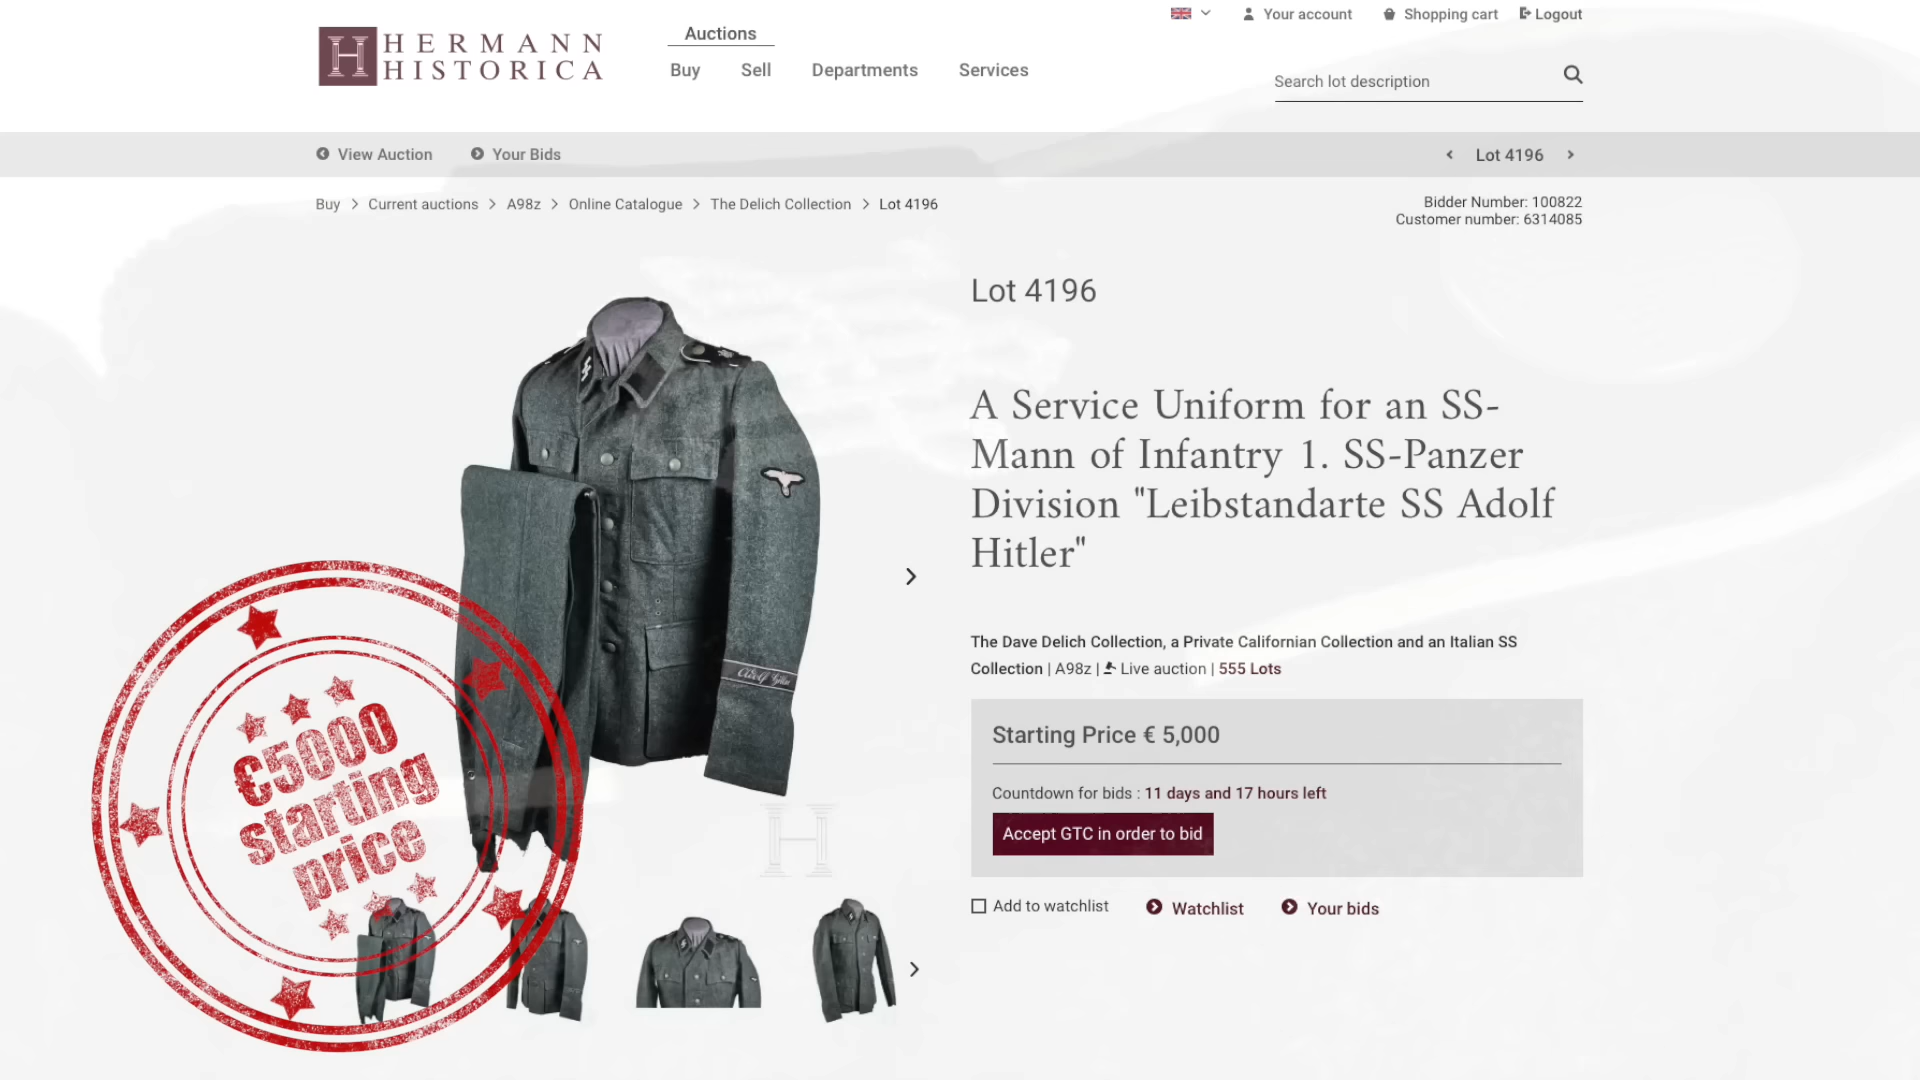 Your account
Shopping cart
Logout
HERMANN
HISTORICA
Auctions
Buy
Sell
Departments
Services
Search lot description
View Auction
Your Bids
Lot 4196
Buy > Current auctions > A98z > Online Catalogue > The Delich Collection > Lot 4196
Bidder Number: 100822
Customer number: 6314085
Lot 4196
A Service Uniform for an SS-
Mann of Infantry 1. SS-Panzer
Division "Leibstandarte SS Adolf
Hitler"
The Dave Delich Collection, a Private Californian Collection and an Italian SS
Collection | A98z | Live auction | 555 Lots
Starting Price € 5,000
Countdown for bids : 11 days and 17 hours left
Accept GTC in order to bid
Add to watchlist
Watchlist
Your bids
Adolf Hitler
€5000
starting
price